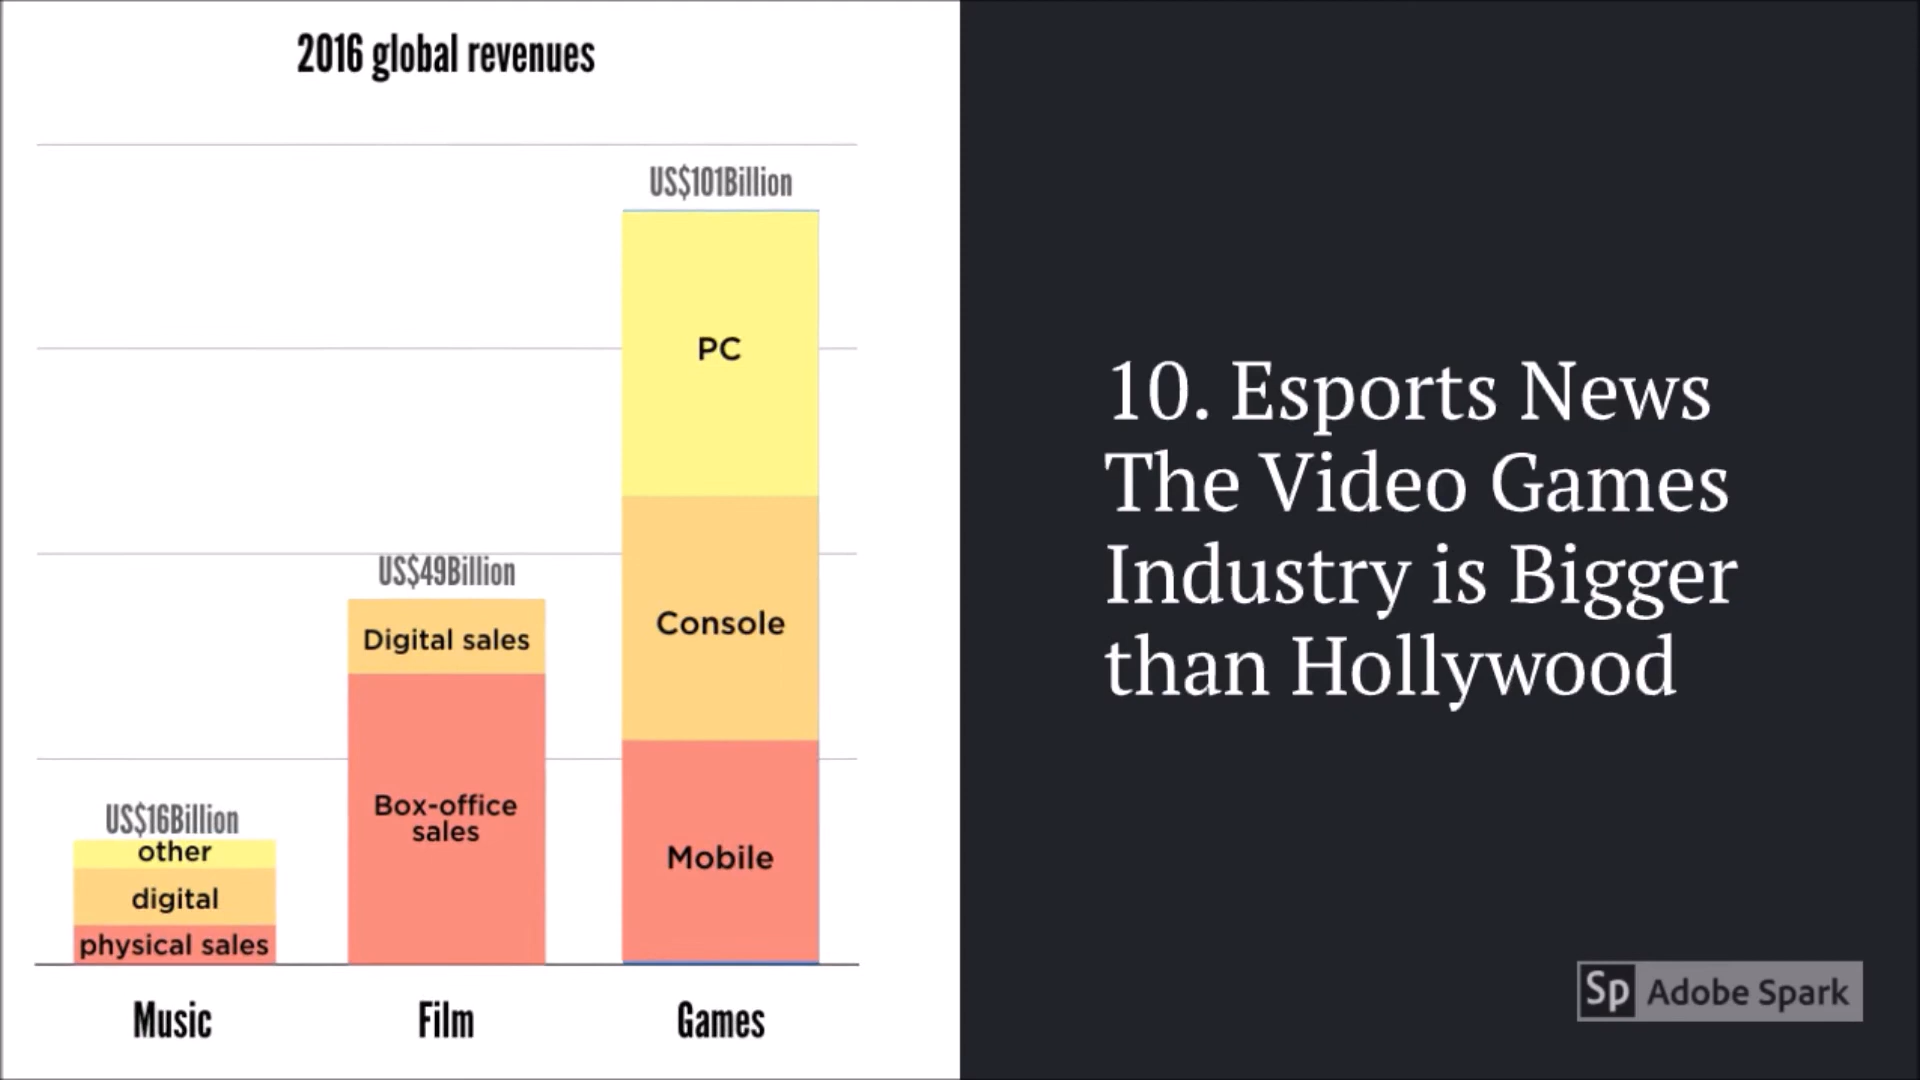 2016 global revenues
US$101Billion
PC
Console
Mobile
US$49Billion
Digital sales
Box-office
sales
US$16Billion
other
digital
physical sales
Music
Film
Games
10. Esports News
The Video Games
Industry is Bigger
than Hollywood
Sp Adobe Spark